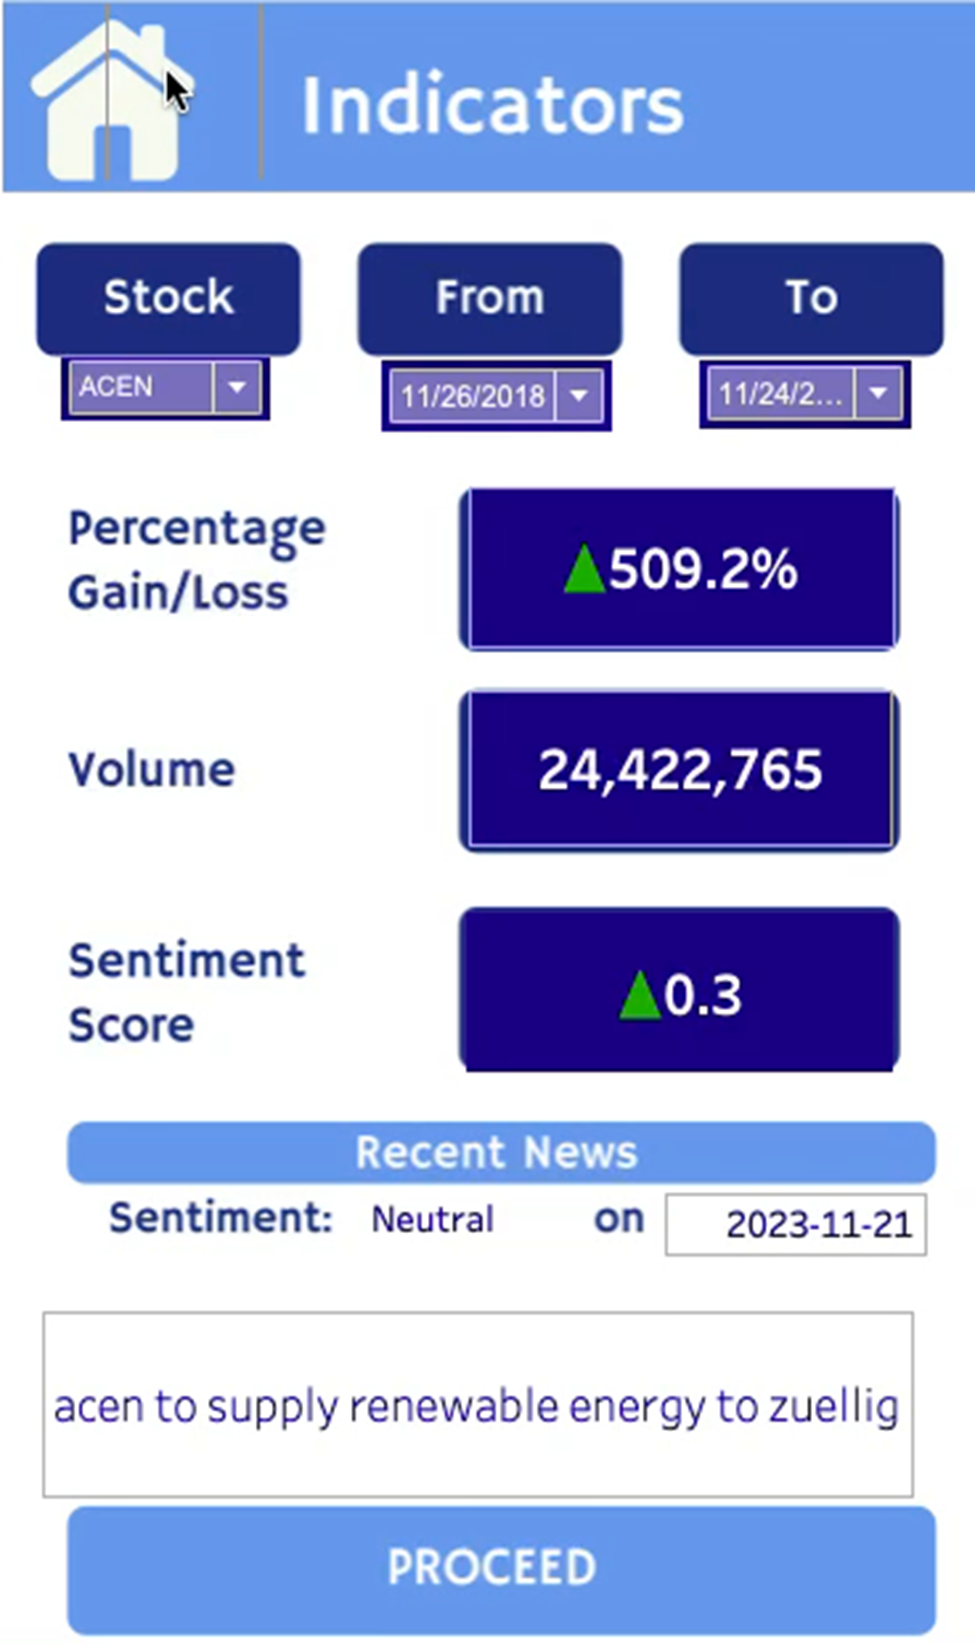 Indicators
Stock From To
ACEN 11/26/2018 11/24/2...
Percentage
Gain/Loss
▲509.2%
Volume
24,422,765
Sentiment
Score
▲0.3
Recent News
Sentiment: Neutral on 2023-11-21
acen to supply renewable energy to zuellig
PROCEED